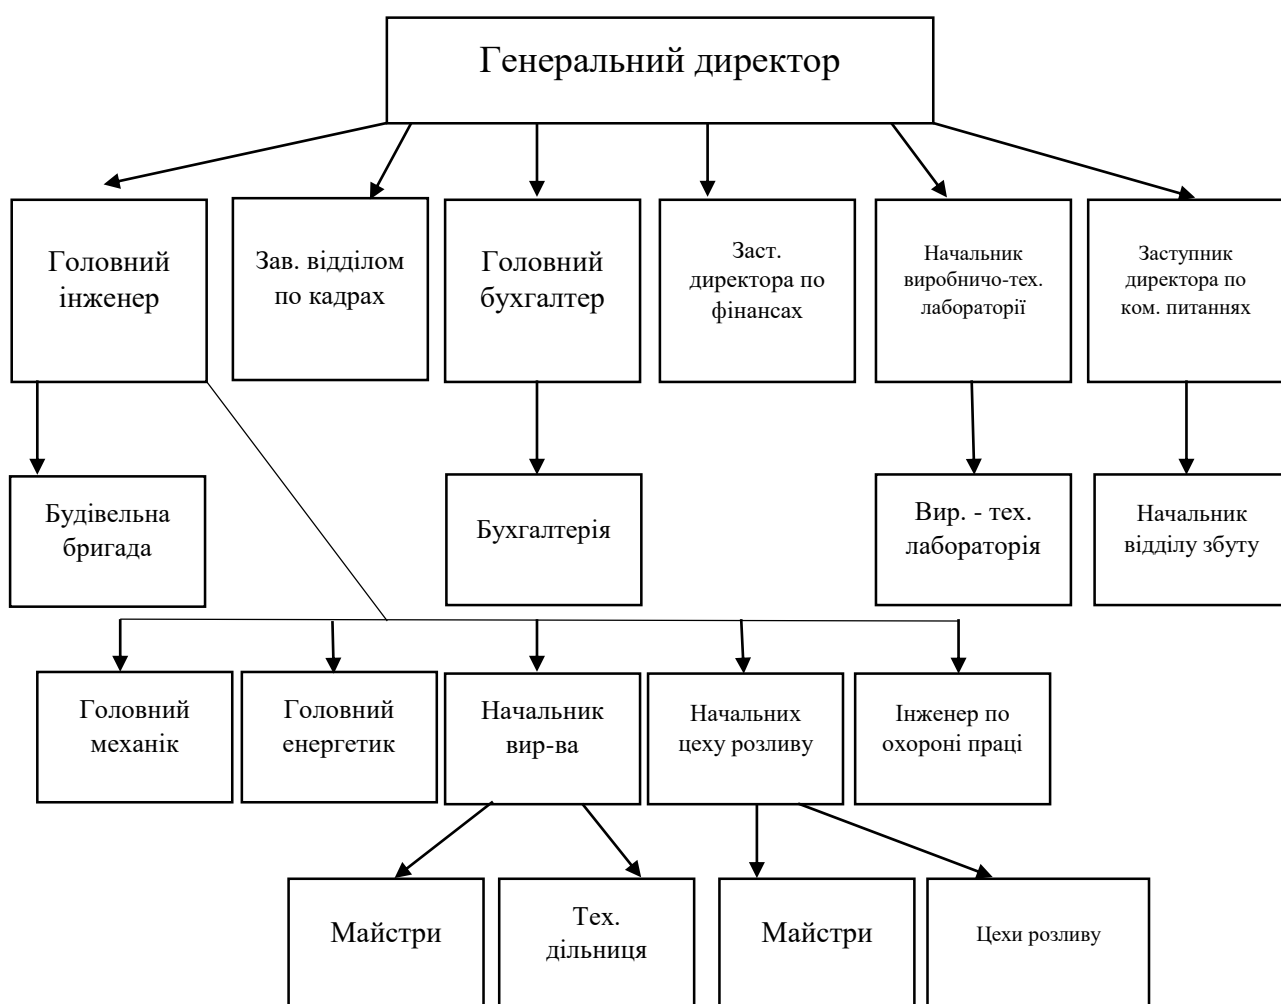 Генеральний директор
Головний
інженер
Зав. відділом
по кадрах
Головний
бухгалтер
Заст.
директора по
фінансах
Начальник
виробничо-тех.
лабораторії
Заступник
директора по
ком. питаннях
Будівельна
бригада
Бухгалтерія
Вир. - тех.
лабораторія
Начальник
відділу збуту
Головний
механік
Головний
енергетик
Начальник
вир-ва
Начальних
цеху розливу
Інженер по
охороні праці
Майстри
Тех.
дільниця
Майстри
Цехи розливу